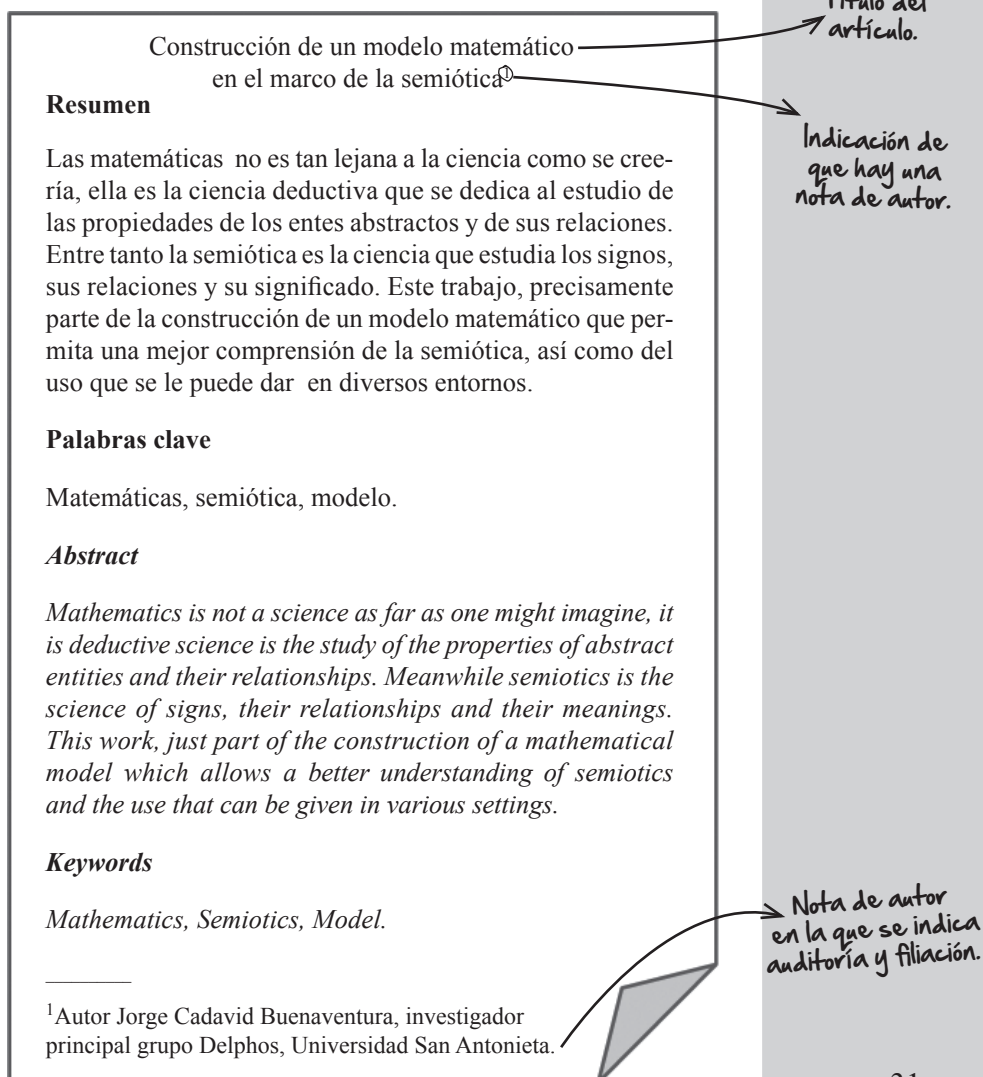 Título del
artículo.
Construcción de un modelo matemático
en el marco de la semiótica1
Resumen
Indicación de
que hay una
nota de autor.
Las matemáticas  no es tan lejana a la ciencia como se cree-
ría, ella es la ciencia deductiva que se dedica al estudio de
las propiedades de los entes abstractos y de sus relaciones.
Entre tanto la semiótica es la ciencia que estudia los signos,
sus relaciones y su significado. Este trabajo, precisamente
parte de la construcción de un modelo matemático que per-
mita una mejor comprensión de la semiótica, así como del
uso que se le puede dar  en diversos entornos.
Palabras clave
Matemáticas, semiótica, modelo.
Abstract
Mathematics is not a science as far as one might imagine, it
is deductive science is the study of the properties of abstract
entities and their relationships. Meanwhile semiotics is the
science of signs, their relationships and their meanings.
This work, just part of the construction of a mathematical
model which allows a better understanding of semiotics
and the use that can be given in various settings.
Keywords
Mathematics, Semiotics, Model.
Nota de autor
en la que se indica
auditoría y filiación.
1Autor Jorge Cadavid Buenaventura, investigador
principal grupo Delphos, Universidad San Antonieta.